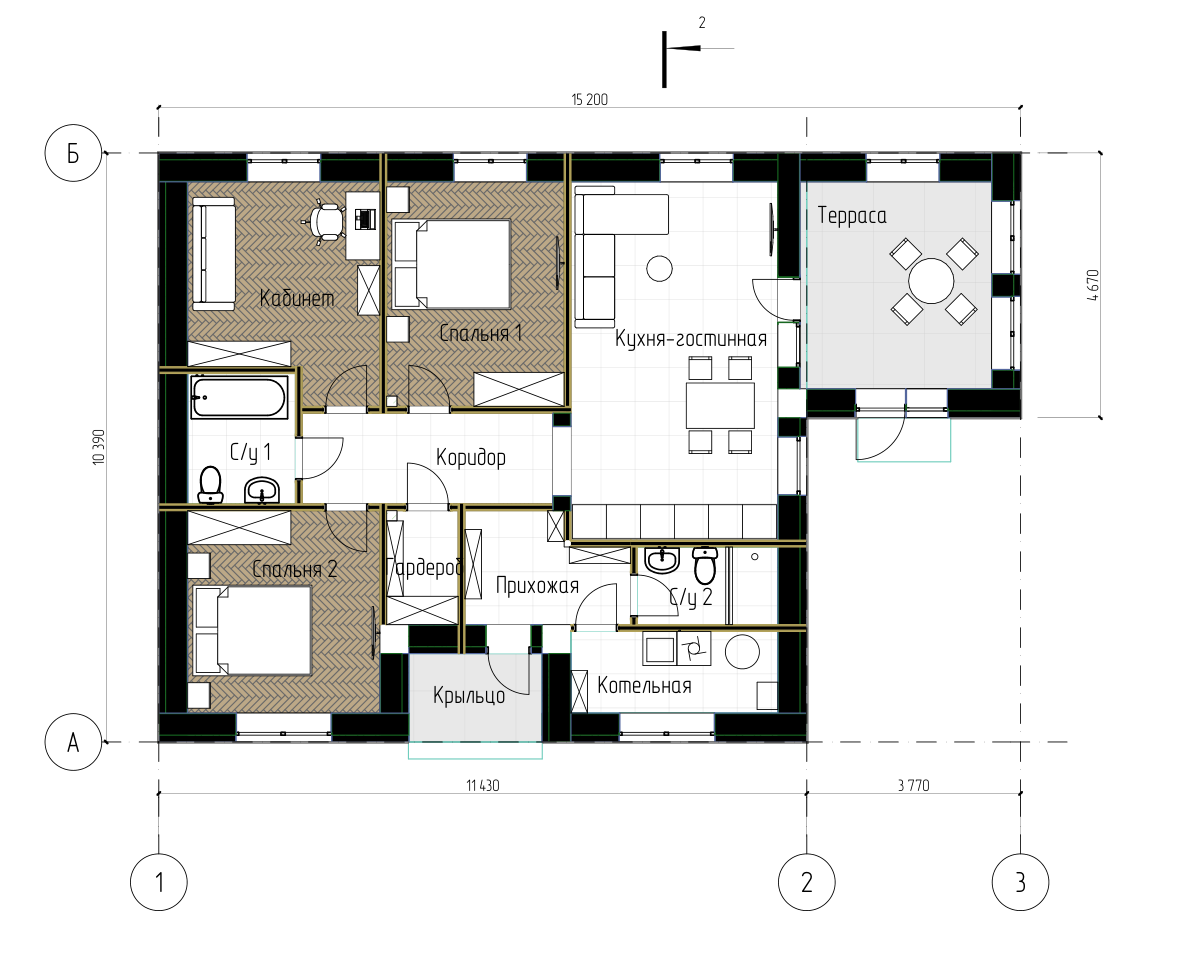 2
15 200
Б
Терраса
4 670
Кабинет
Спальня 1
Кухня-гостинная
10 390
С/у 1
Коридор
Спальня 2
Гардероб
Прихожая
С/у 2
Крыльцо
Котельная
А
11 430
3 770
1
2
3